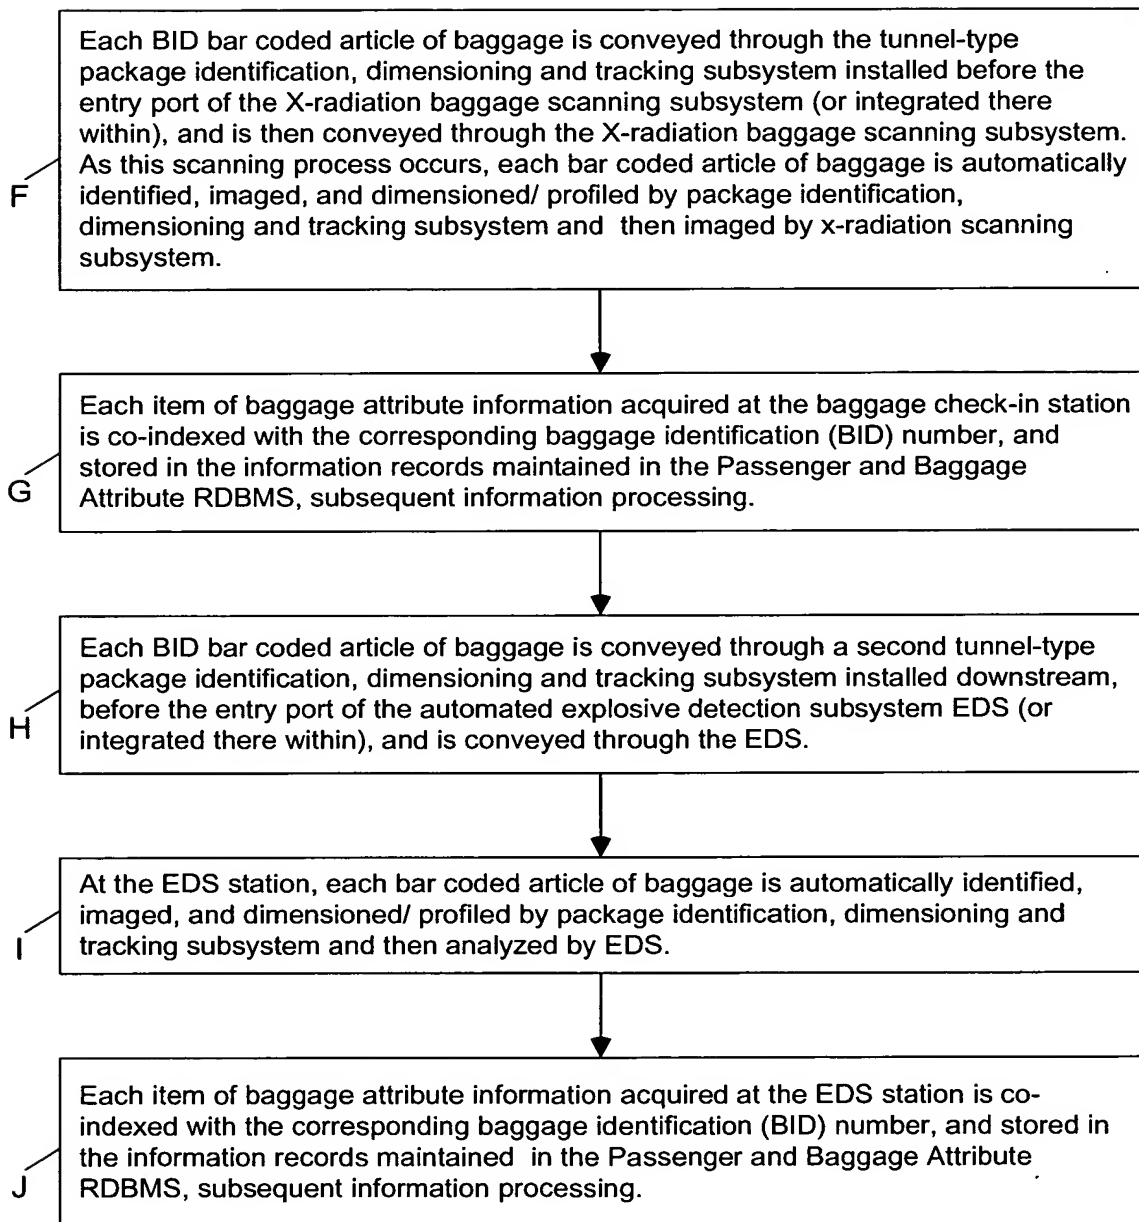 Each BID bar coded article of baggage is conveyed through the tunnel-type
package identification, dimensioning and tracking subsystem installed before the
entry port of the X-radiation baggage scanning subsystem (or integrated there
within), and is then conveyed through the X-radiation baggage scanning subsystem.
As this scanning process occurs, each bar coded article of baggage is automatically
identified, imaged, and dimensioned/ profiled by package identification,
dimensioning and tracking subsystem and then imaged by x-radiation scanning
subsystem.
F
Each item of baggage attribute information acquired at the baggage check-in station
is co-indexed with the corresponding baggage identification (BID) number, and
stored in the information records maintained in the Passenger and Baggage
Attribute RDBMS, subsequent information processing.
G
Each BID bar coded article of baggage is conveyed through a second tunnel-type
package identification, dimensioning and tracking subsystem installed downstream,
before the entry port of the automated explosive detection subsystem EDS (or
integrated there within), and is conveyed through the EDS.
H
At the EDS station, each bar coded article of baggage is automatically identified,
imaged, and dimensioned/ profiled by package identification, dimensioning and
tracking subsystem and then analyzed by EDS.
I
Each item of baggage attribute information acquired at the EDS station is co-
indexed with the corresponding baggage identification (BID) number, and stored in
the information records maintained in the Passenger and Baggage Attribute
RDBMS, subsequent information processing.
J